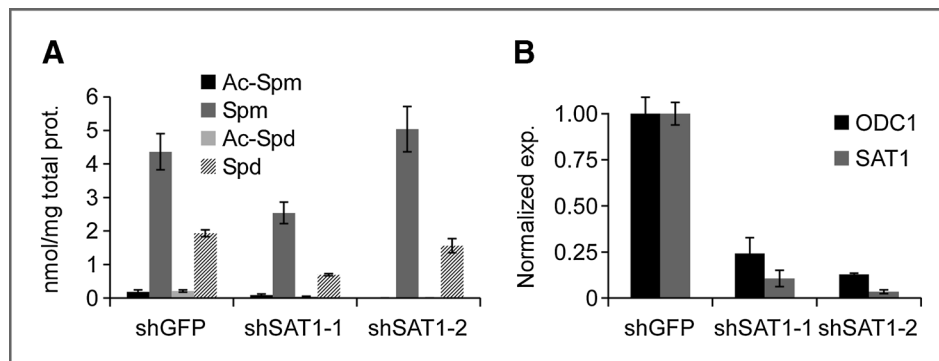 A
Ac-Spm
Spm
Ac-Spd
Spd
nmol/mg total prot.
6
5
4
3
2
1
0
shGFP shSAT1-1 shSAT1-2
B
ODC1
SAT1
Normalized exp.
1.00
0.75
0.50
0.25
0
shGFP shSAT1-1 shSAT1-2